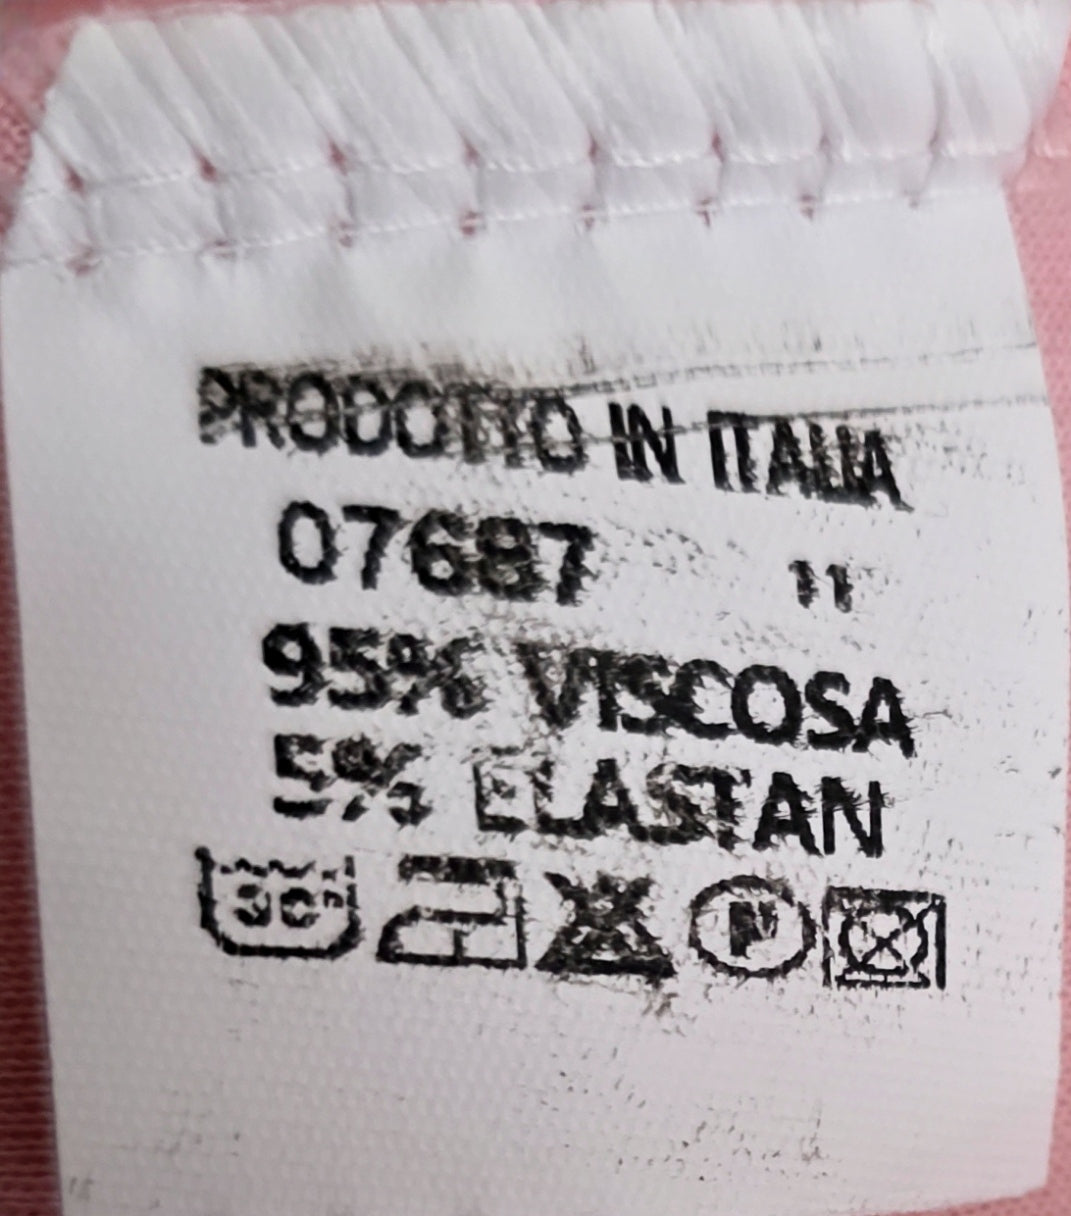 PRODOTTO IN ITALIA
07687 11
95% VISCOSA
5% ELASTAN
30°
P